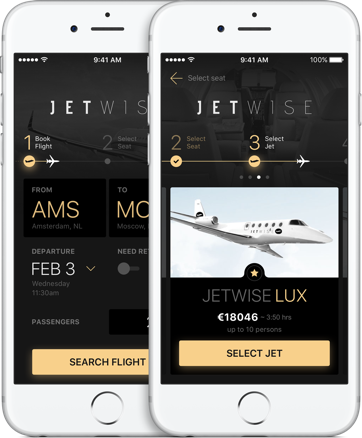 9:41 AM
JETWISE
1 Book Flight
2 Select Seat
FROM
AMS
Amsterdam, NL
TO
MO
Moscow,
DEPARTURE
FEB 3
Wednesday
11:30am
NEED RE
PASSENGERS
SEARCH FLIGHT
9:41 AM 100%
Select seat
JETWISE
2 Select Seat
3 Select Jet
4
JETWISE LUX
€18046 ~ 3:50 hrs
up to 10 persons
SELECT JET